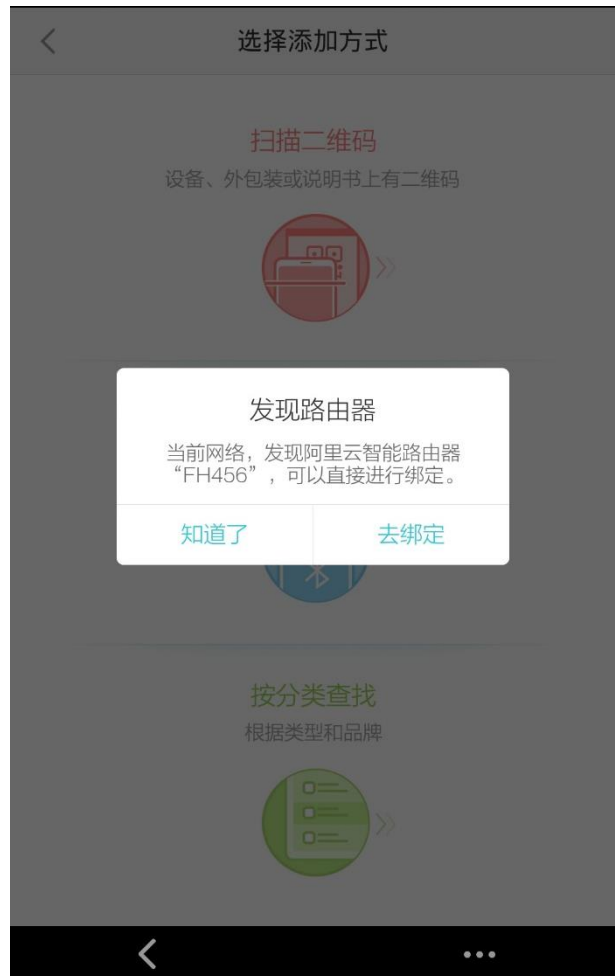 选择添加方式
扫描二维码
设备、外包装或说明书上有二维码
发现路由器
当前网络，发现阿里云智能路由器
“FH456”，可以直接进行绑定。
知道了
去绑定
按分类查找
根据类型和品牌